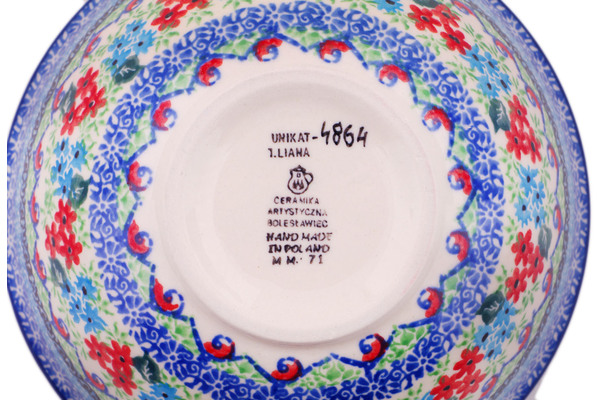 UNIKAT-4864
J.LIANA
CERAMIKA
ARTYSTYCZNA
BOLESŁAWIEC
HAND MADE
IN POLAND
M M. 71